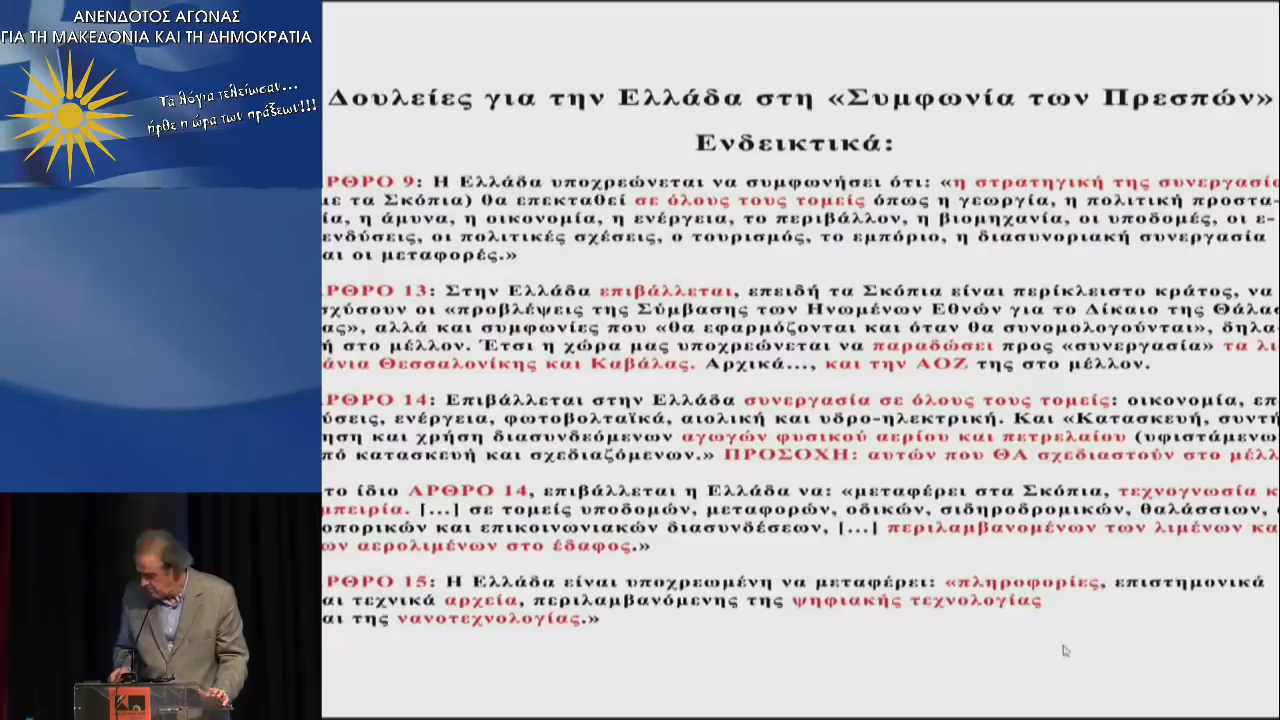 ΑΝΕΝΔΟΤΟΣ ΑΓΩΝΑΣ
ΓΙΑ ΤΗ ΜΑΚΕΔΟΝΙΑ ΚΑΙ ΤΗ ΔΗΜΟΚΡΑΤΙΑ
Τα λόγια τελείωσαν...
ήρθε η ώρα των πράξεων!!!
Δουλείες για την Ελλάδα στη «Συμφωνία των Πρεσπών»
Ενδεικτικά:
ΡΘΡΟ 9: Η Ελλάδα υποχρεώνεται να συμφωνήσει ότι: «η στρατηγική της συνεργασία
με τα Σκόπια) θα επεκταθεί σε όλους τους τομείς όπως η γεωργία, η πολιτική προστα-
ία, η άμυνα, η οικονομία, η ενέργεια, το περιβάλλον, η βιομηχανία, οι υποδομές, οι ε-
ενδύσεις, οι πολιτικές σχέσεις, ο τουρισμός, το εμπόριο, η διασυνοριακή συνεργασία
αι οι μεταφορές.»
ΡΘΡΟ 13: Στην Ελλάδα επιβάλλεται, επειδή τα Σκόπια είναι περίκλειστο κράτος, να
σχύσουν οι «προβλέψεις της Σύμβασης των Ηνωμένων Εθνών για το Δίκαιο της Θάλασ
ας», αλλά και συμφωνίες που «θα εφαρμόζονται και όταν θα συνομολογούνται», δηλα
ή στο μέλλον. Έτσι η χώρα μας υποχρεώνεται να παραδώσει προς «συνεργασία» τα λι
άνια Θεσσαλονίκης και Καβάλας. Αρχικά..., και την ΑΟΖ της στο μέλλον.
ΡΘΡΟ 14: Επιβάλλεται στην Ελλάδα συνεργασία σε όλους τους τομείς: οικονομία, επ
ύσεις, ενέργεια, φωτοβολταϊκά, αιολική και υδρο-ηλεκτρική. Και «Κατασκευή, συντή
ηση και χρήση διασυνδεόμενων αγωγών φυσικού αερίου και πετρελαίου (υφιστάμενω
πό κατασκευή και σχεδιαζόμενων.» ΠΡΟΣΟΧΗ: αυτών που ΘΑ σχεδιαστούν στο μέλλ
το ίδιο ΑΡΘΡΟ 14, επιβάλλεται η Ελλάδα να: «μεταφέρει στα Σκόπια, τεχνογνωσία κ
μπειρία. [...] σε τομείς υποδομών, μεταφορών, οδικών, σιδηροδρομικών, θαλάσσιων,
οπορικών και επικοινωνιακών διασυνδέσεων, [...] περιλαμβανομένων των λιμένων κα
ων αερολιμένων στο έδαφος.»
ΡΘΡΟ 15: Η Ελλάδα είναι υποχρεωμένη να μεταφέρει: «πληροφορίες, επιστημονικά
αι τεχνικά αρχεία, περιλαμβανόμενης της ψηφιακής τεχνολογίας
αι της νανοτεχνολογίας.»